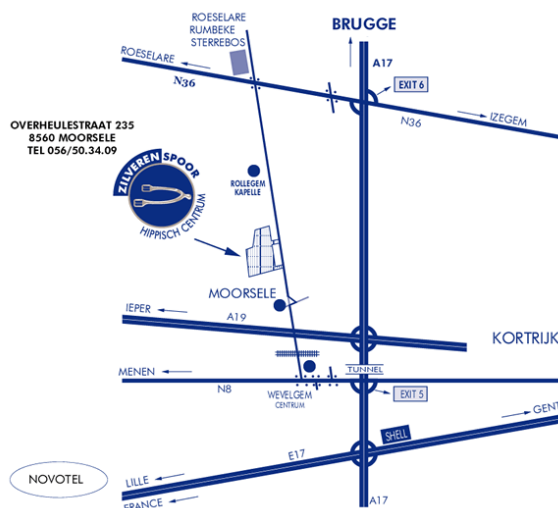 ROESELARE
RUMBEKE
STERREBOS
BRUGGE
A17
ROESELARE
N36
EXIT 6
IZEGEM
N36
OVERHEULESTRAAT 235
8560 MOORSELE
TEL 056/50.34.09
ZILVEREN SPOOR
HIPPISCH CENTRUM
ROLLEGEM
KAPELLE
MOORSELE
IEPER
A19
KORTRIJK
MENEN
TUNNEL
N8
WEVELGEM
CENTRUM
EXIT 5
GENT
SHELL
E17
NOVOTEL
LILLE
FRANCE
A17